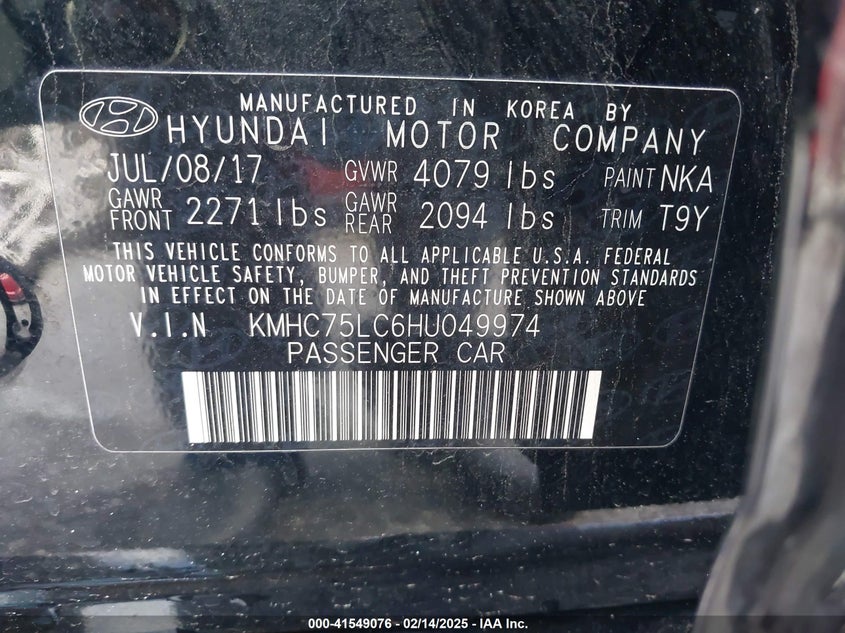 MANUFACTURED IN KOREA BY
HYUNDAI MOTOR COMPANY
JUL/08/17 GVWR 4079 lbs PAINT NKA
GAWR FRONT 2271 lbs GAWR REAR 2094 lbs TRIM T9Y
THIS VEHICLE CONFORMS TO ALL APPLICABLE U.S.A. FEDERAL
MOTOR VEHICLE SAFETY, BUMPER, AND THEFT PREVENTION STANDARDS
IN EFFECT ON THE DATE OF MANUFACTURE SHOWN ABOVE
V.I.N KMHC75LC6HU049974
PASSENGER CAR
000-41549076 - 02/14/2025 - IAA Inc.